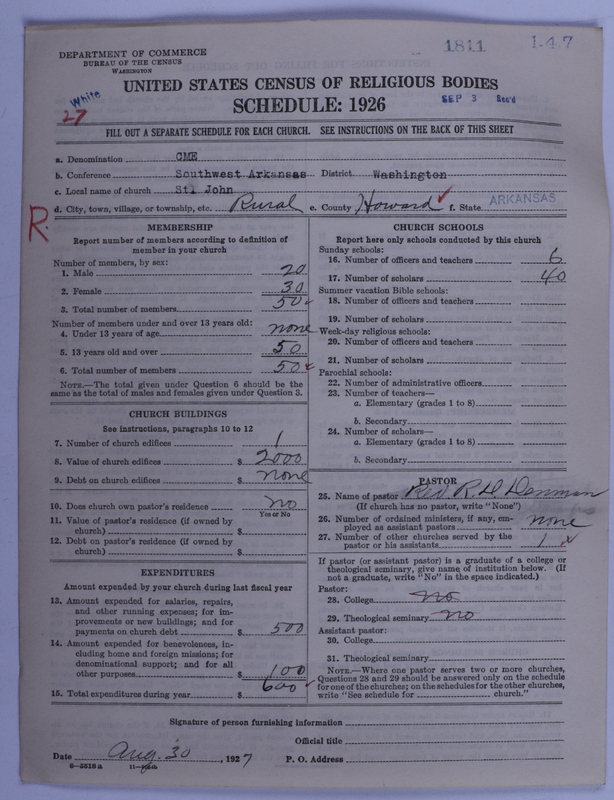 1811
1-4 7
DEPARTMENT OF COMMERCE
BUREAU OF THE CENSUS
WASHINGTON
White
27
UNITED STATES CENSUS OF RELIGIOUS BODIES
SCHEDULE: 1926
SEP 3 Rec'd
FILL OUT A SEPARATE SCHEDULE FOR EACH CHURCH. SEE INSTRUCTIONS ON THE BACK OF THIS SHEET
a. Denomination CME
b. Conference Southwest Arkansas District Washington
c. Local name of church St. John
d. City, town, village, or township, etc. Rural e. County Howard f. State ARKANSAS
R.
MEMBERSHIP
Report number of members according to definition of
member in your church
Number of members, by sex:
1. Male 20
2. Female 30
3. Total number of members 50
Number of members under and over 13 years old:
4. Under 13 years of age none
5. 13 years old and over 50
6. Total number of members 50
NOTE.—The total given under Question 6 should be the
same as the total of males and females given under Question 3.
CHURCH BUILDINGS
See instructions, paragraphs 10 to 12
7. Number of church edifices 1
8. Value of church edifices $ 2000
9. Debt on church edifices $ none
10. Does church own pastor's residence no
Yes or No
11. Value of pastor's residence (if owned by
church) $
12. Debt on pastor's residence (if owned by
church) $
EXPENDITURES
Amount expended by church during last fiscal year
13. Amount expended for salaries, repairs,
and other running expenses; for im-
provements or new buildings; and for
payments on church debt $ 500
14. Amount expended for benevolences, in-
cluding home and foreign missions; for
denominational support; and for all
other purposes $ 100
15. Total expenditures during year $ 600
CHURCH SCHOOLS
Report here only schools conducted by this church
Sunday schools:
16. Number of officers and teachers 6
17. Number of scholars 40
Summer vacation Bible schools:
18. Number of officers and teachers
19. Number of scholars
Week-day religious schools:
20. Number of officers and teachers
21. Number of scholars
Parochial schools:
22. Number of administrative officers
23. Number of teachers—
a. Elementary (grades 1 to 8)
b. Secondary
24. Number of scholars—
a. Elementary (grades 1 to 8)
b. Secondary
PASTOR
25. Name of pastor Rev. R. D. Denman
(If church has no pastor, write "None")
26. Number of ordained ministers, if any, em-
ployed as assistant pastors none
27. Number of other churches served by the
pastor or his assistants 1
If pastor (or assistant pastor) is a graduate of a college or
theological seminary, give name of institution below. (If
not a graduate, write "No" in the space indicated.)
Pastor:
28. College no
29. Theological seminary no
Assistant pastor:
30. College
31. Theological seminary
NOTE.—Where one pastor serves two or more churches,
Questions 28 and 29 should be answered only on the schedule
for one of the churches; on the schedules for the other churches,
write "See schedule for church."
Signature of person furnishing information
Official title
Date Aug. 30, 1927 P. O. Address
8—3518 a